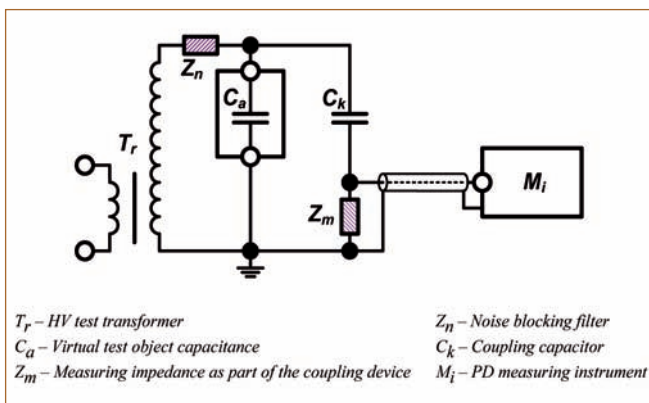 Zn
Ca
Ck
Tr
Mi
Zm
Tr – HV test transformer
Ca – Virtual test object capacitance
Zm – Measuring impedance as part of the coupling device
Zn – Noise blocking filter
Ck – Coupling capacitor
Mi – PD measuring instrument